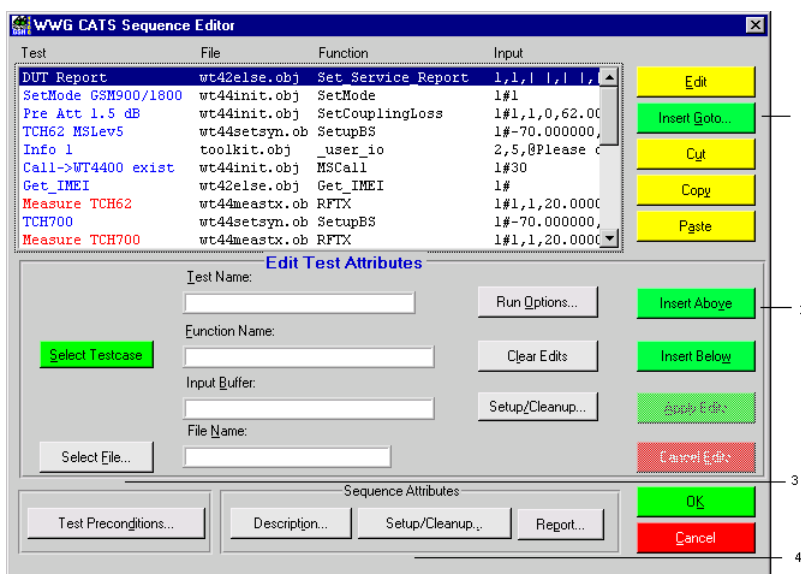 WWG CATS Sequence Editor
Test File Function Input
DUT Report wt42else.obj Set_Service_Report 1,1,| |,| |,
SetMode GSM900/1800 wt44init.obj SetMode 1#1
Pre Att 1.5 dB wt44init.obj SetCouplingLoss 1#1,1,0,62.00
TCH62 MSLev5 wt44setsyn.ob SetupBS 1#-70.000000,
Info 1 toolkit.obj _user_io 2,5,@Please
Call->WT4400 exist wt44init.obj MSCall 1#30
Get_IMEI wt42else.obj Get_IMEI 1#
Measure TCH62 wt44meastx.ob RFTX 1#1,1,20.0000
TCH700 wt44setsyn.ob SetupBS 1#-70.000000,
Measure TCH700 wt44meastx.ob RFTX 1#1,1,20.0000
Edit
Insert Goto...
Cut
Copy
Paste
Edit Test Attributes
Test Name:
Run Options...
Insert Above
Function Name:
Select Testcase
Clear Edits
Insert Below
Input Buffer:
Setup/Cleanup...
Apply Edits
File Name:
Select File...
Cancel Edits
3
Sequence Attributes
OK
Test Preconditions...
Description...
Setup/Cleanup...
Report...
Cancel
4